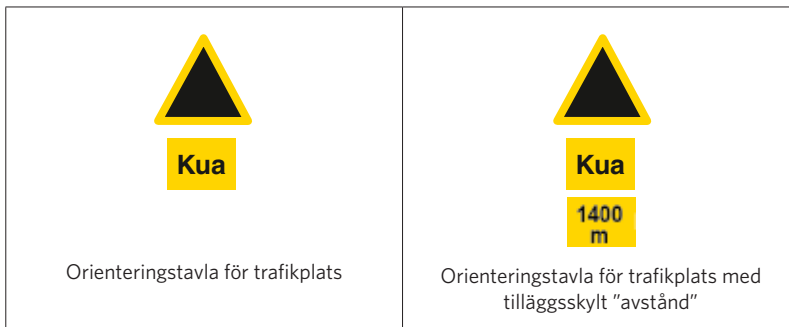 Kua
Orienteringstavla för trafikplats
Kua
1400
m
Orienteringstavla för trafikplats med
tilläggsskylt ”avstånd”